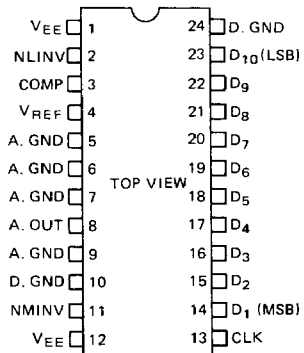 VEE 1 24 D. GND
NLINV 2 23 D10 (LSB)
COMP 3 22 D9
VREF 4 21 D8
A. GND 5 20 D7
A. GND 6 19 D6
TOP VIEW
A. GND 7 18 D5
A. OUT 8 17 D4
A. GND 9 16 D3
D. GND 10 15 D2
NMINV 11 14 D1 (MSB)
VEE 12 13 CLK